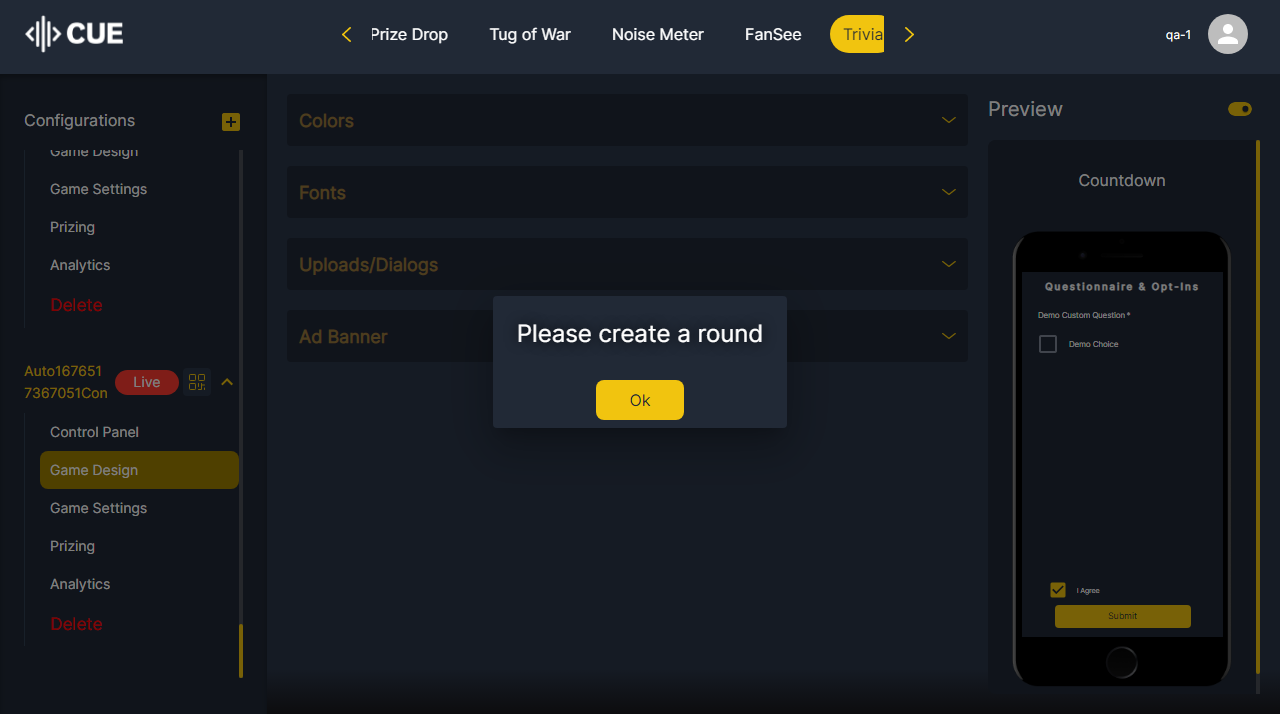 CUE
Prize Drop
Tug of War
Noise Meter
FanSee
Trivia
qa-1
Configurations
Game Design
Game Settings
Prizing
Analytics
Delete
Auto167651
7367051Con
Live
Control Panel
Game Design
Game Settings
Prizing
Analytics
Delete
Colors
Fonts
Uploads/Dialogs
Ad Banner
Please create a round
Ok
Preview
Countdown
Questionnaire & Opt-Ins
Demo Custom Question *
Demo Choice
I Agree
Submit